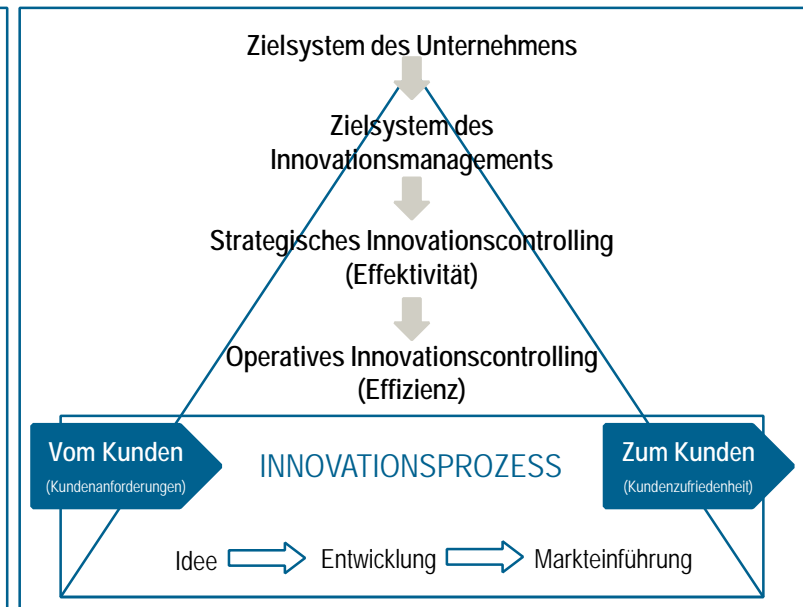 Zielsystem des Unternehmens
Zielsystem des
Innovationsmanagements
Strategisches Innovationscontrolling
(Effektivität)
Operatives Innovationscontrolling
(Effizienz)
Vom Kunden
(Kundenanforderungen)
INNOVATIONSPROZESS
Zum Kunden
(Kundenzufriedenheit)
Idee Entwicklung Markteinführung